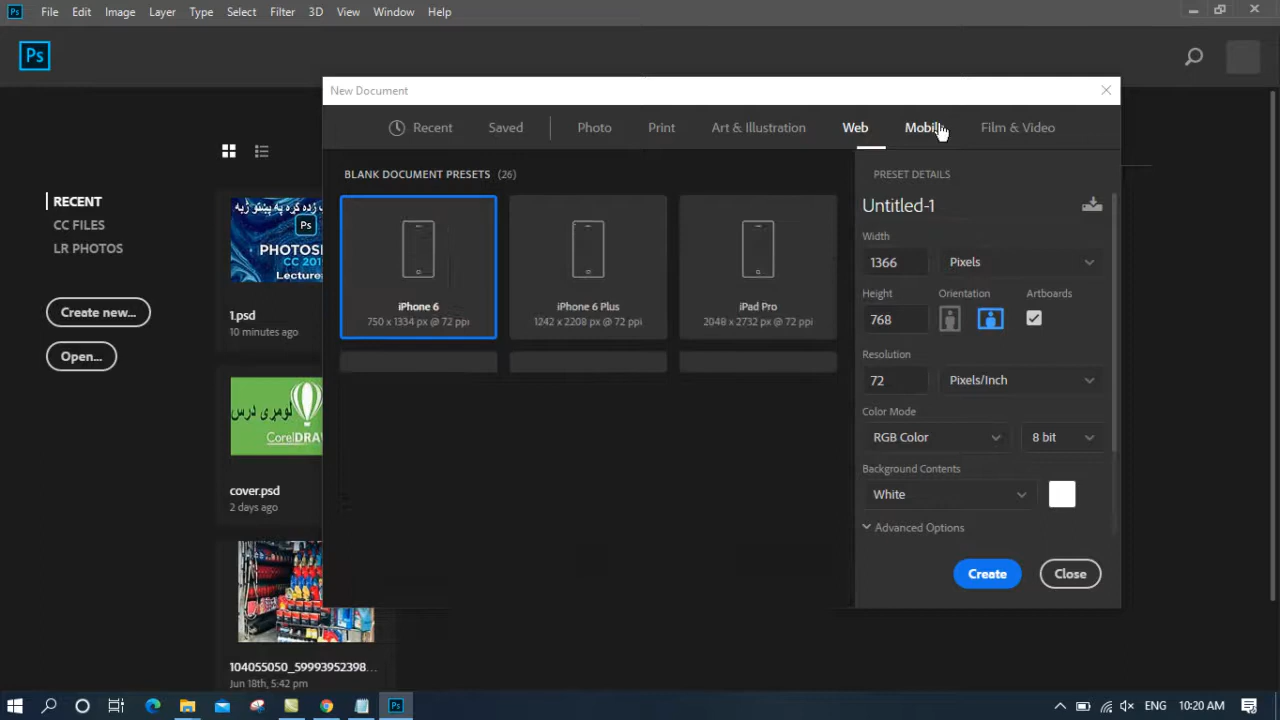 Ps File Edit Image Layer Type Select Filter 3D View Window Help
Ps
New Document
Recent Saved Photo Print Art & Illustration Web Mobile Film & Video
BLANK DOCUMENT PRESETS (26)
iPhone 6
750 x 1334 px @ 72 ppi
iPhone 6 Plus
1242 x 2208 px @ 72 ppi
iPad Pro
2048 x 2732 px @ 72 ppi
PRESET DETAILS
Untitled-1
Width
1366 Pixels
Height Orientation Artboards
768
Resolution
72 Pixels/Inch
Color Mode
RGB Color 8 bit
Background Contents
White
Advanced Options
Create Close
RECENT
CC FILES
LR PHOTOS
Create new...
Open...
Ps
PHOTOS
CC 201
Lecture
1.psd
10 minutes ago
لومړی درس
CorelDRA
cover.psd
2 days ago
104055050_59993952398...
Jun 18th, 5:42 pm
Ps
ENG 10:20 AM